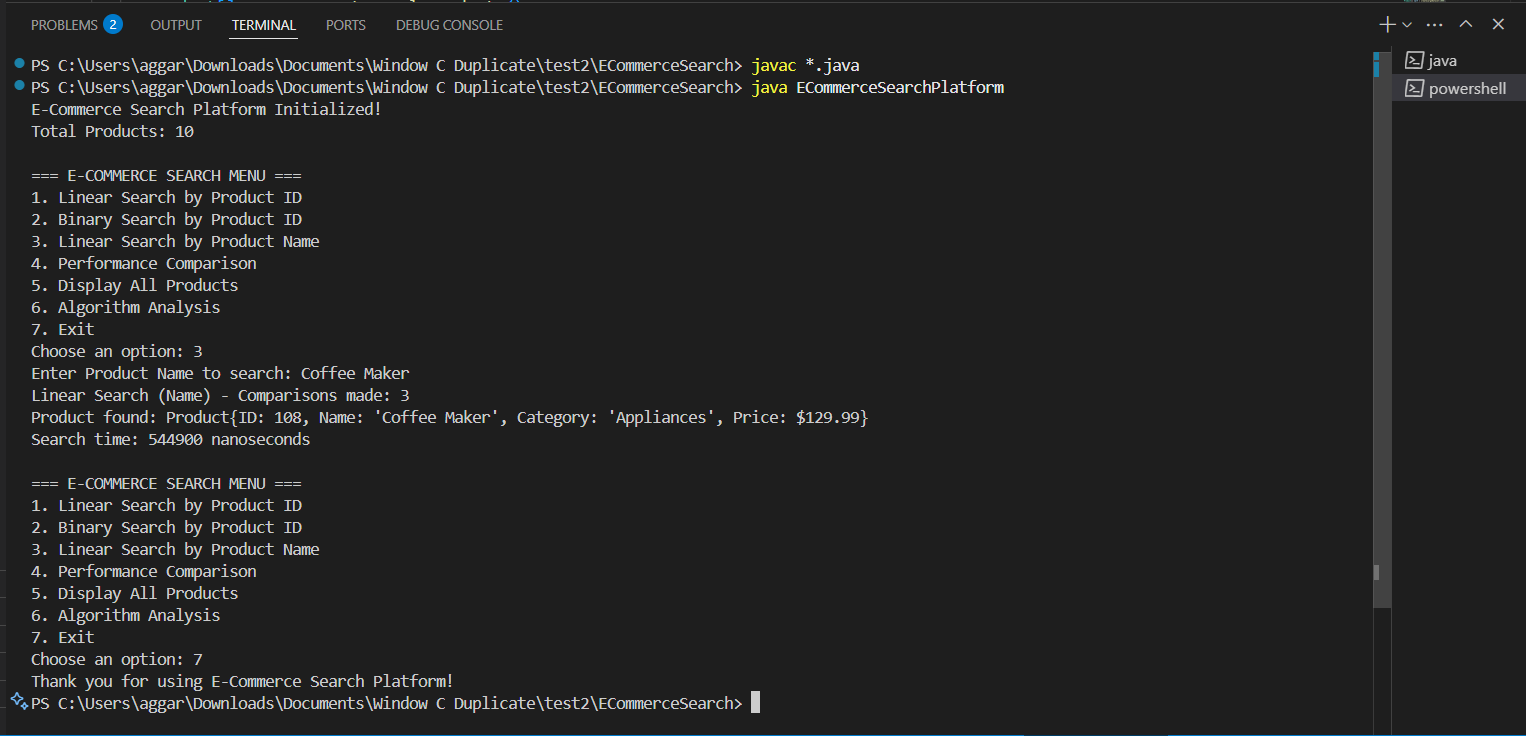 PROBLEMS 2 OUTPUT TERMINAL PORTS DEBUG CONSOLE
PS C:\Users\aggar\Downloads\Documents\Window C Duplicate\test2\ECommerceSearch> javac *.java
PS C:\Users\aggar\Downloads\Documents\Window C Duplicate\test2\ECommerceSearch> java ECommerceSearchPlatform
E-Commerce Search Platform Initialized!
Total Products: 10
=== E-COMMERCE SEARCH MENU ===
1. Linear Search by Product ID
2. Binary Search by Product ID
3. Linear Search by Product Name
4. Performance Comparison
5. Display All Products
6. Algorithm Analysis
7. Exit
Choose an option: 3
Enter Product Name to search: Coffee Maker
Linear Search (Name) - Comparisons made: 3
Product found: Product{ID: 108, Name: 'Coffee Maker', Category: 'Appliances', Price: $129.99}
Search time: 544900 nanoseconds
=== E-COMMERCE SEARCH MENU ===
1. Linear Search by Product ID
2. Binary Search by Product ID
3. Linear Search by Product Name
4. Performance Comparison
5. Display All Products
6. Algorithm Analysis
7. Exit
Choose an option: 7
Thank you for using E-Commerce Search Platform!
PS C:\Users\aggar\Downloads\Documents\Window C Duplicate\test2\ECommerceSearch>
java
powershell